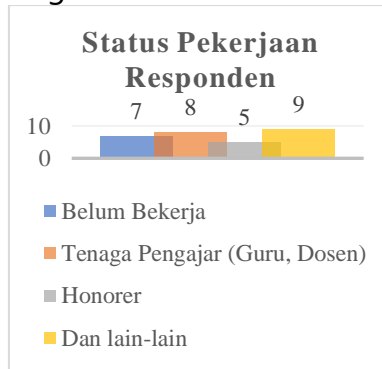 Status Pekerjaan
Responden
7 8 5 9
10
0
Belum Bekerja
Tenaga Pengajar (Guru, Dosen)
Honorer
Dan lain-lain